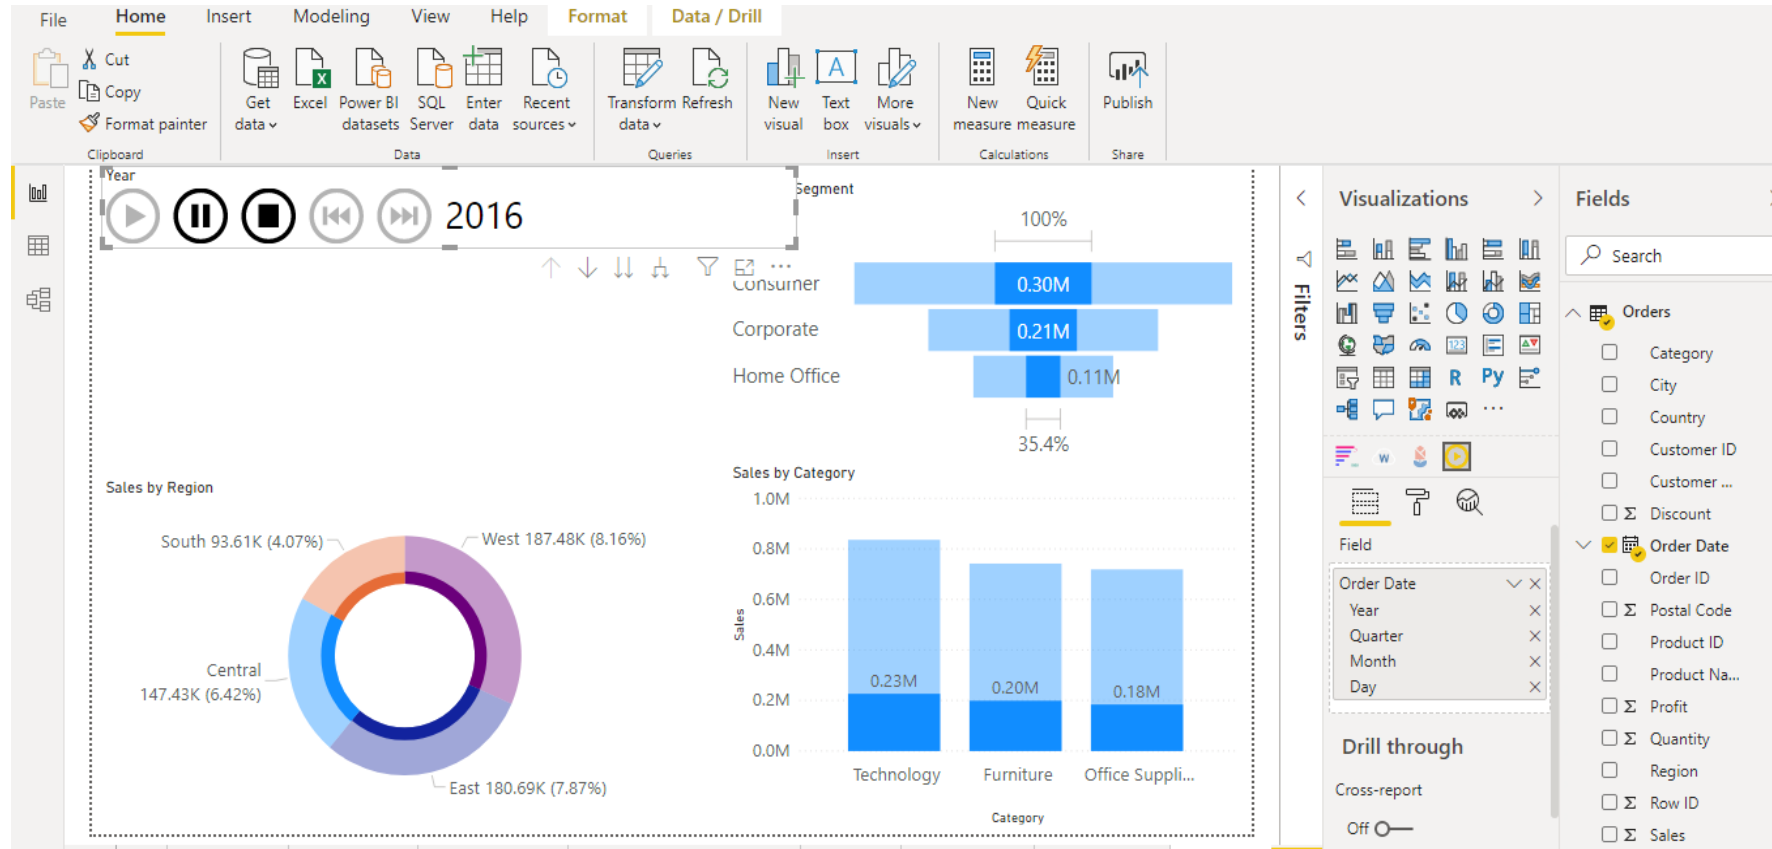 File Home Insert Modeling View Help Format Data / Drill
Paste
Cut
Copy
Format painter
Clipboard
Get data
Excel
Power BI datasets
SQL Server
Enter data
Recent sources
Data
Transform data
Refresh
Queries
New visual
Text box
More visuals
Insert
New measure
Quick measure
Calculations
Publish
Share
Year
2016
Segment
100%
Consumer 0.30M
Corporate 0.21M
Home Office 0.11M
35.4%
Sales by Region
South 93.61K (4.07%)
West 187.48K (8.16%)
Central
147.43K (6.42%)
East 180.69K (7.87%)
Sales by Category
1.0M
0.8M
0.6M
0.4M
0.2M
0.0M
Sales
0.23M
0.20M
0.18M
Technology Furniture Office Suppli...
Category
Filters
Visualizations
123
R Py
W
Field
Order Date
Year
Quarter
Month
Day
Drill through
Cross-report
Off
Fields
Search
Orders
Category
City
Country
Customer ID
Customer ...
Σ Discount
Order Date
Order ID
Σ Postal Code
Product ID
Product Na...
Σ Profit
Σ Quantity
Region
Σ Row ID
Σ Sales